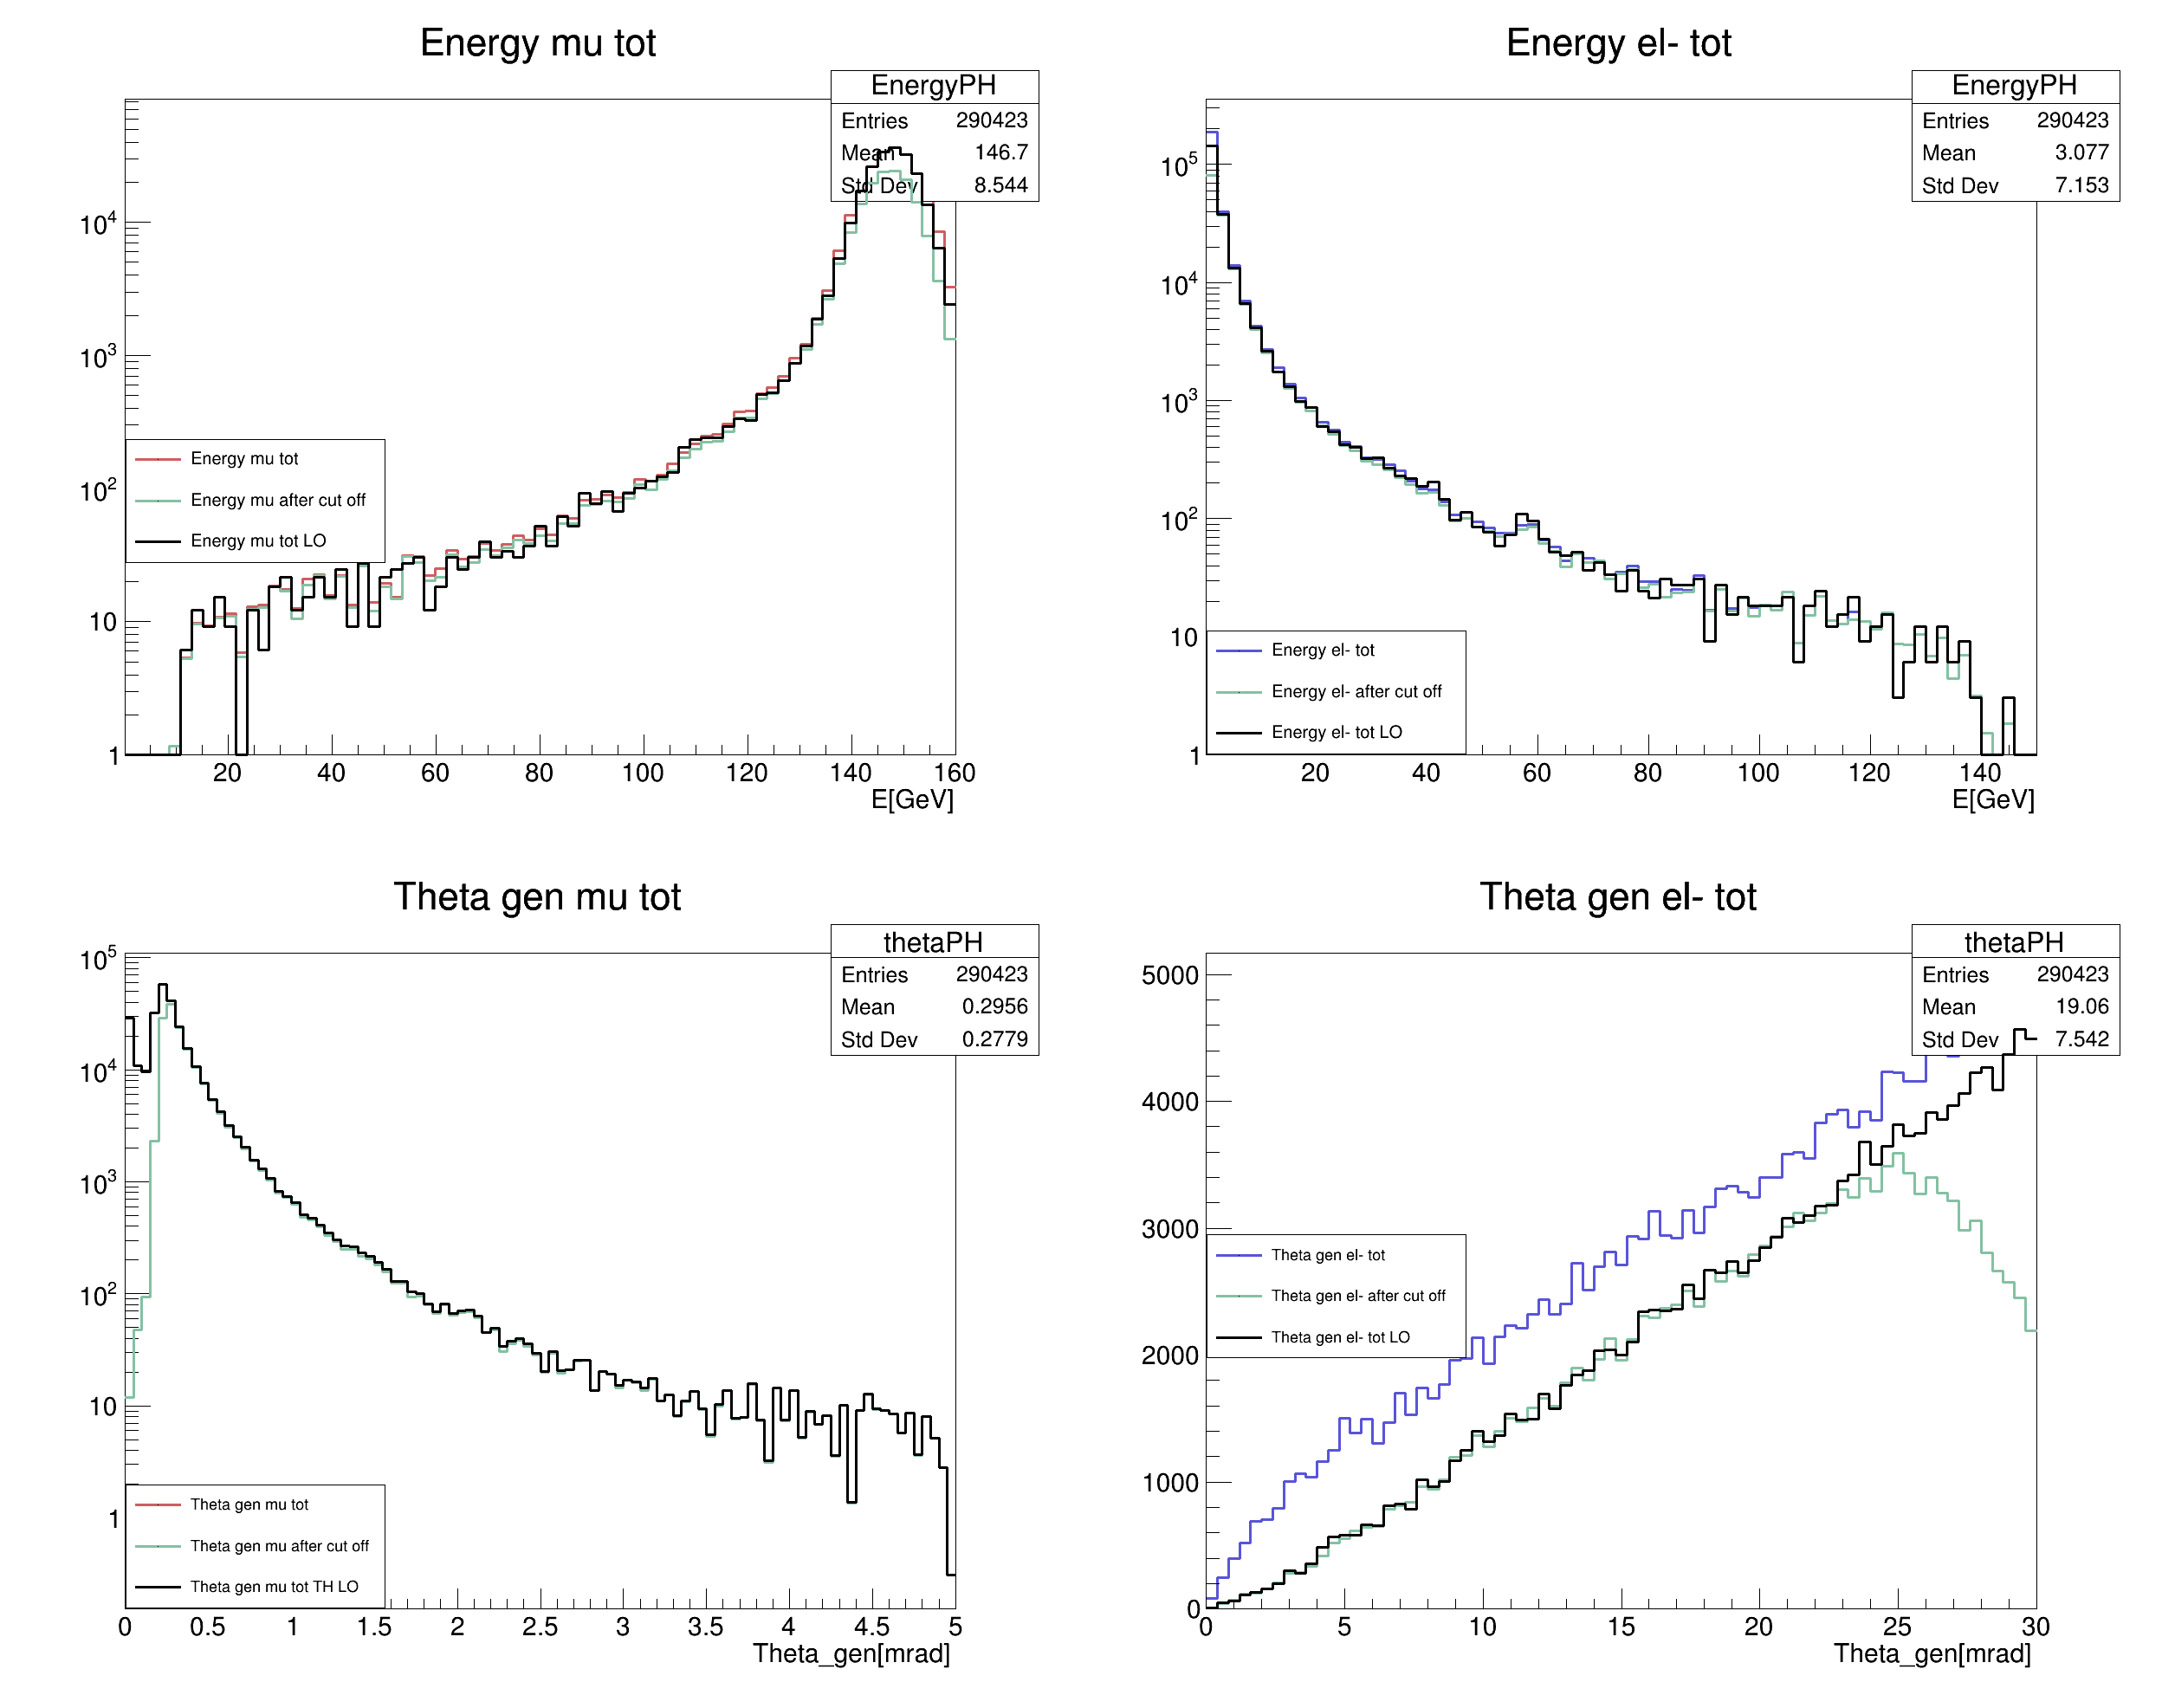 Energy mu tot
EnergyPH
Entries 290423
Mean 146.7
Std Dev 8.544
10^4
10^3
10^2
10
1
Energy mu tot
Energy mu after cut off
Energy mu tot LO
20 40 60 80 100 120 140 160
E[GeV]
Energy el- tot
EnergyPH
Entries 290423
Mean 3.077
Std Dev 7.153
10^5
10^4
10^3
10^2
10
1
Energy el- tot
Energy el- after cut off
Energy el- tot LO
20 40 60 80 100 120 140
E[GeV]
Theta gen mu tot
thetaPH
Entries 290423
Mean 0.2956
Std Dev 0.2779
10^5
10^4
10^3
10^2
10
1
Theta gen mu tot
Theta gen mu after cut off
Theta gen mu tot TH LO
0 0.5 1 1.5 2 2.5 3 3.5 4 4.5 5
Theta_gen[mrad]
Theta gen el- tot
thetaPH
Entries 290423
Mean 19.06
Std Dev 7.542
5000
4000
3000
2000
1000
0
Theta gen el- tot
Theta gen el- after cut off
Theta gen el- tot LO
0 5 10 15 20 25 30
Theta_gen[mrad]